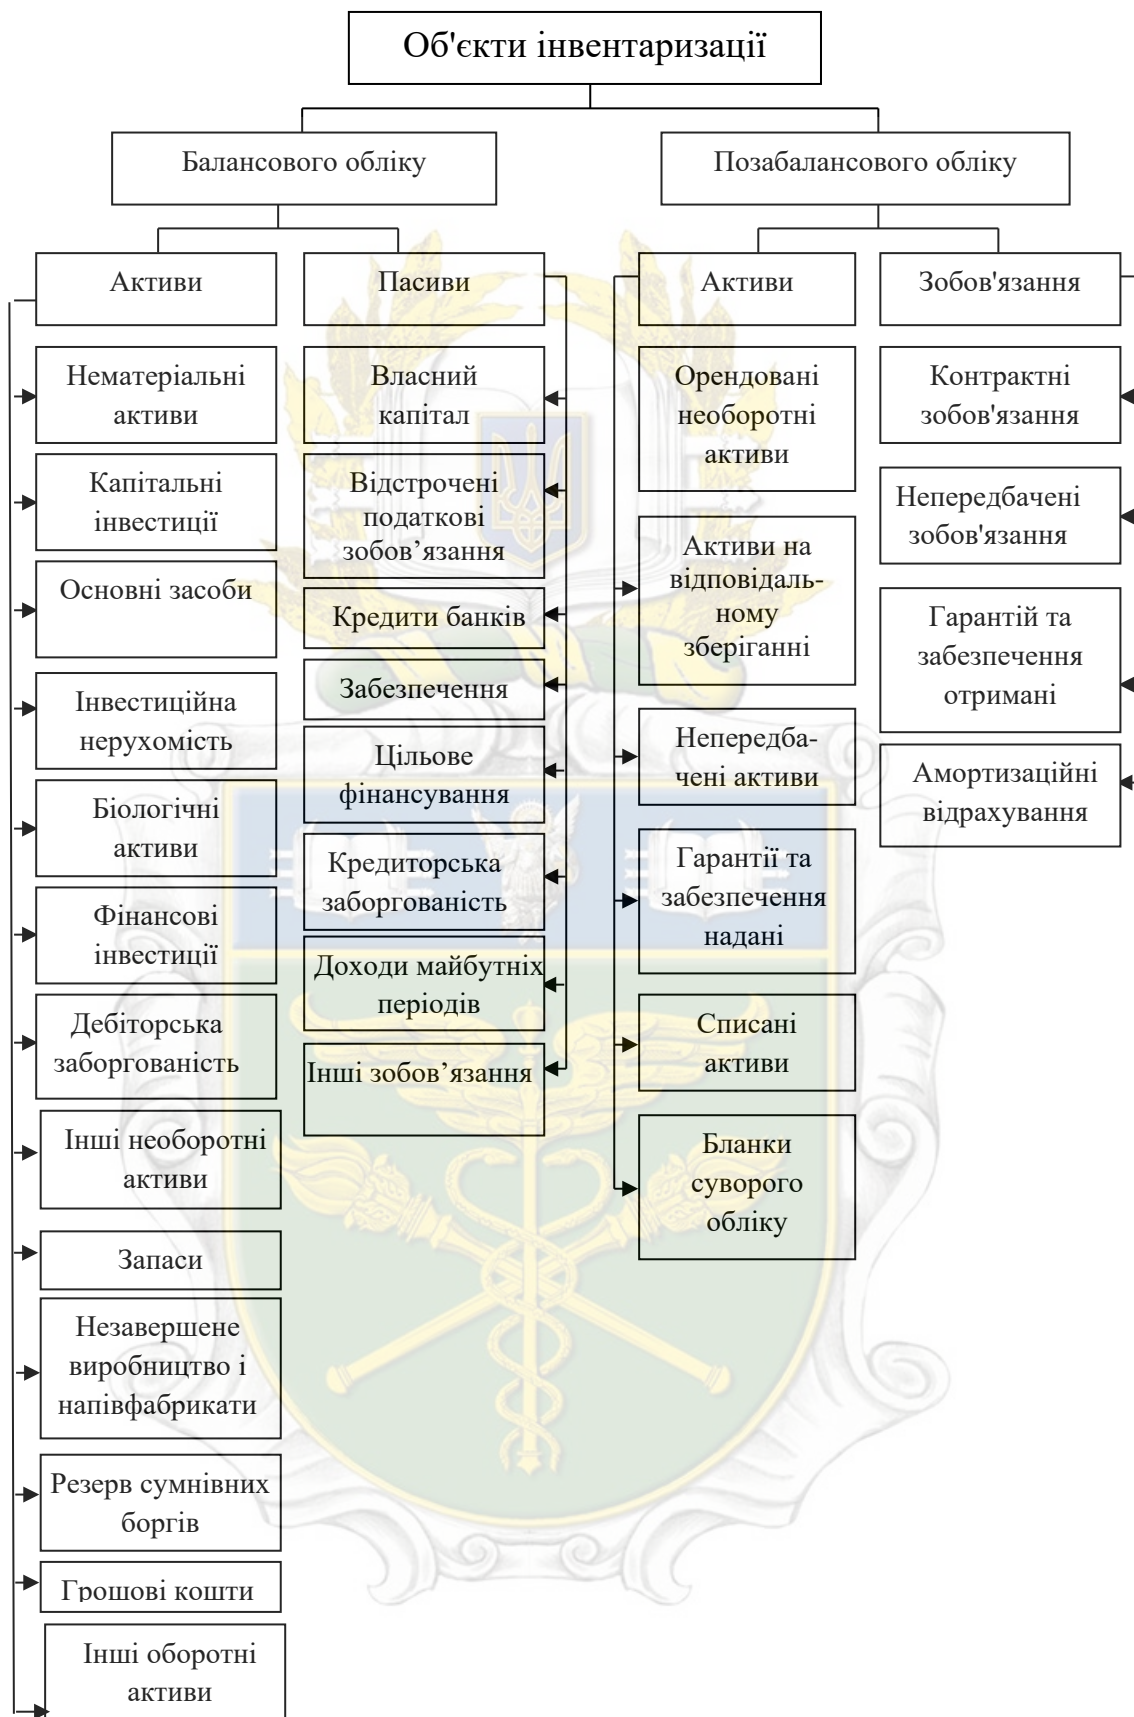 Об'єкти інвентаризації
Балансового обліку
Позабалансового обліку
Активи
Пасиви
Активи
Зобов'язання
Нематеріальні
активи
Капітальні
інвестиції
Основні засоби
Інвестиційна
нерухомість
Біологічні
активи
Фінансові
інвестиції
Дебіторська
заборгованість
Інші необоротні
активи
Запаси
Незавершене
виробництво і
напівфабрикати
Резерв сумнівних
боргів
Грошові кошти
Інші оборотні
активи
Власний
капітал
Відстрочені
податкові
зобов’язання
Кредити банків
Забезпечення
Цільове
фінансування
Кредиторська
заборгованість
Доходи майбутніх
періодів
Інші зобов’язання
Орендовані
необоротні
активи
Активи на
відповідаль-
ному
зберіганні
Непередба-
чені активи
Гарантії та
забезпечення
надані
Списані
активи
Бланки
суворого
обліку
Контрактні
зобов'язання
Непередбачені
зобов'язання
Гарантій та
забезпечення
отримані
Амортизаційні
відрахування